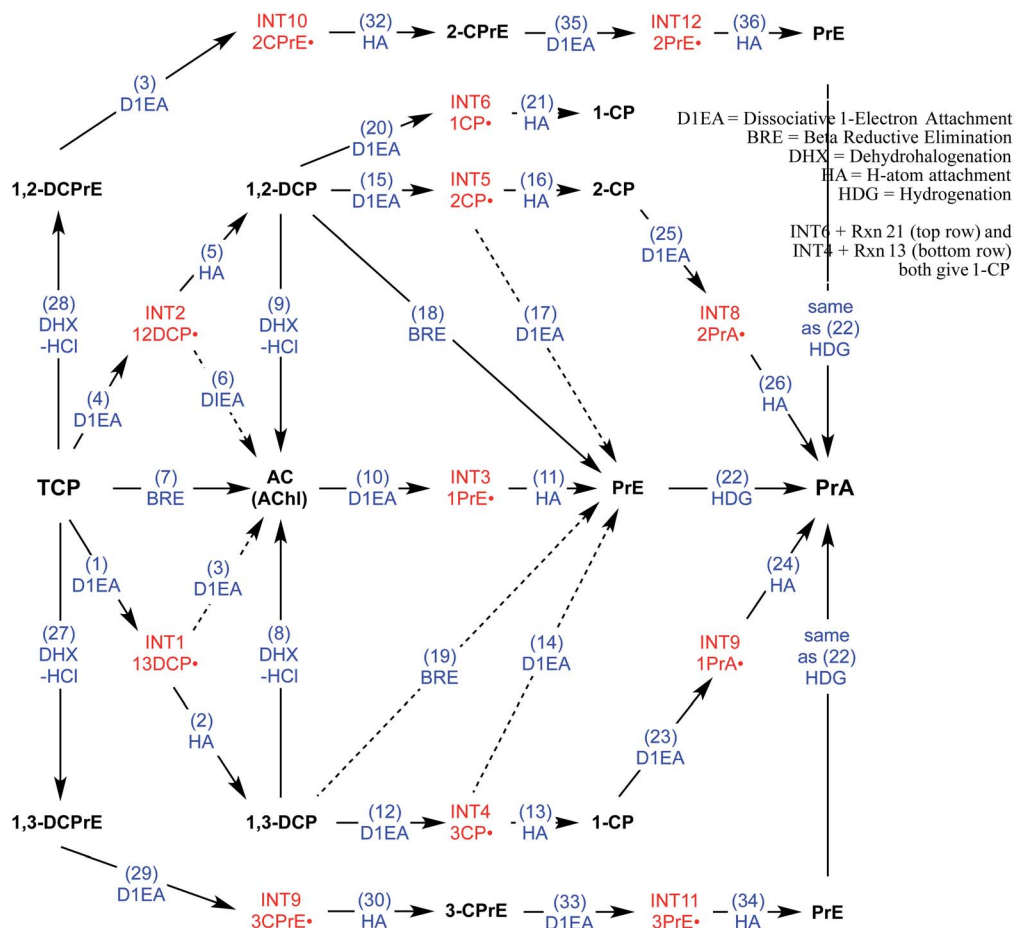 INT10
2CPrE•
(32)
HA
2-CPrE
(35)
D1EA
INT12
2PrE•
(36)
HA
PrE
(3)
D1EA
INT6
1CP•
(21)
HA
1-CP
(20)
D1EA
D1EA = Dissociative 1-Electron Attachment
BRE = Beta Reductive Elimination
DHX = Dehydrohalogenation
HA = H-atom attachment
HDG = Hydrogenation
INT6 + Rxn 21 (top row) and
INT4 + Rxn 13 (bottom row)
both give 1-CP
1,2-DCPrE
1,2-DCP
(15)
D1EA
INT5
2CP•
(16)
HA
2-CP
(25)
D1EA
(5)
HA
(28)
DHX
-HCl
INT2
12DCP•
(9)
DHX
-HCl
(18)
BRE
(17)
D1EA
INT8
2PrA•
same
as (22)
HDG
(4)
D1EA
(6)
DIEA
(26)
HA
TCP
(7)
BRE
AC
(AChl)
(10)
D1EA
INT3
1PrE•
(11)
HA
PrE
(22)
HDG
PrA
(1)
D1EA
(3)
D1EA
(24)
HA
(27)
DHX
-HCl
INT1
13DCP•
(8)
DHX
-HCl
(19)
BRE
(14)
D1EA
INT9
1PrA•
same
as (22)
HDG
(2)
HA
(23)
D1EA
1,3-DCPrE
1,3-DCP
(12)
D1EA
INT4
3CP•
(13)
HA
1-CP
(29)
D1EA
INT9
3CPrE•
(30)
HA
3-CPrE
(33)
D1EA
INT11
3PrE•
(34)
HA
PrE